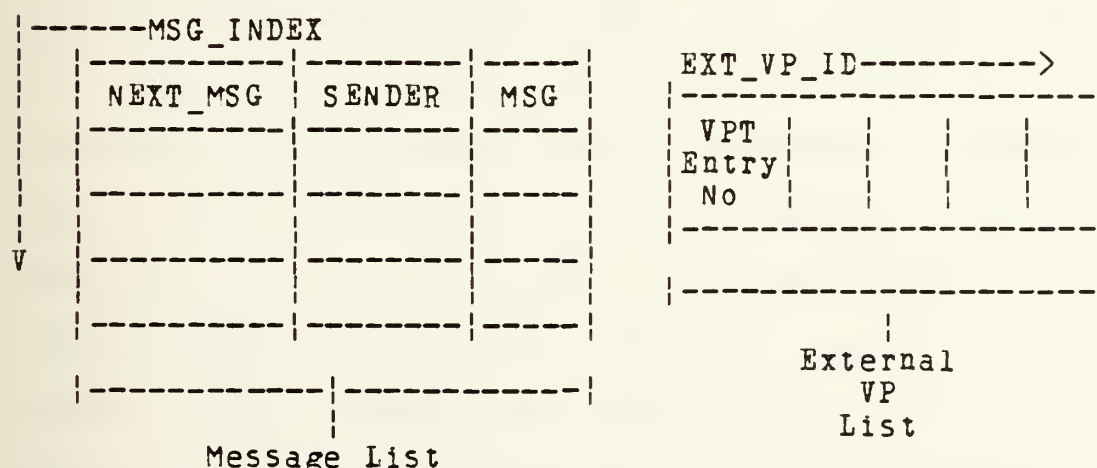 MSG_INDEX
NEXT_MSG SENDER MSG
Message List
EXT_VP_ID
VPT
Entry
No
External
VP
List